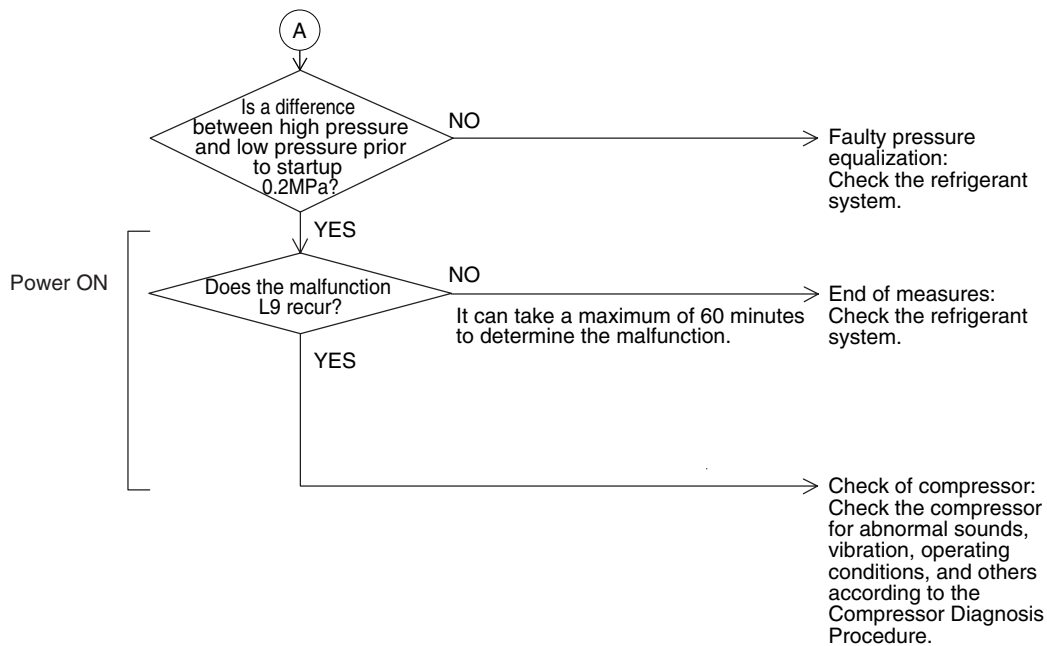 A
Is a difference
between high pressure
and low pressure prior
to startup
0.2MPa?
NO
Faulty pressure
equalization:
Check the refrigerant
system.
YES
Power ON
Does the malfunction
L9 recur?
NO
It can take a maximum of 60 minutes
to determine the malfunction.
End of measures:
Check the refrigerant
system.
YES
Check of compressor:
Check the compressor
for abnormal sounds,
vibration, operating
conditions, and others
according to the
Compressor Diagnosis
Procedure.